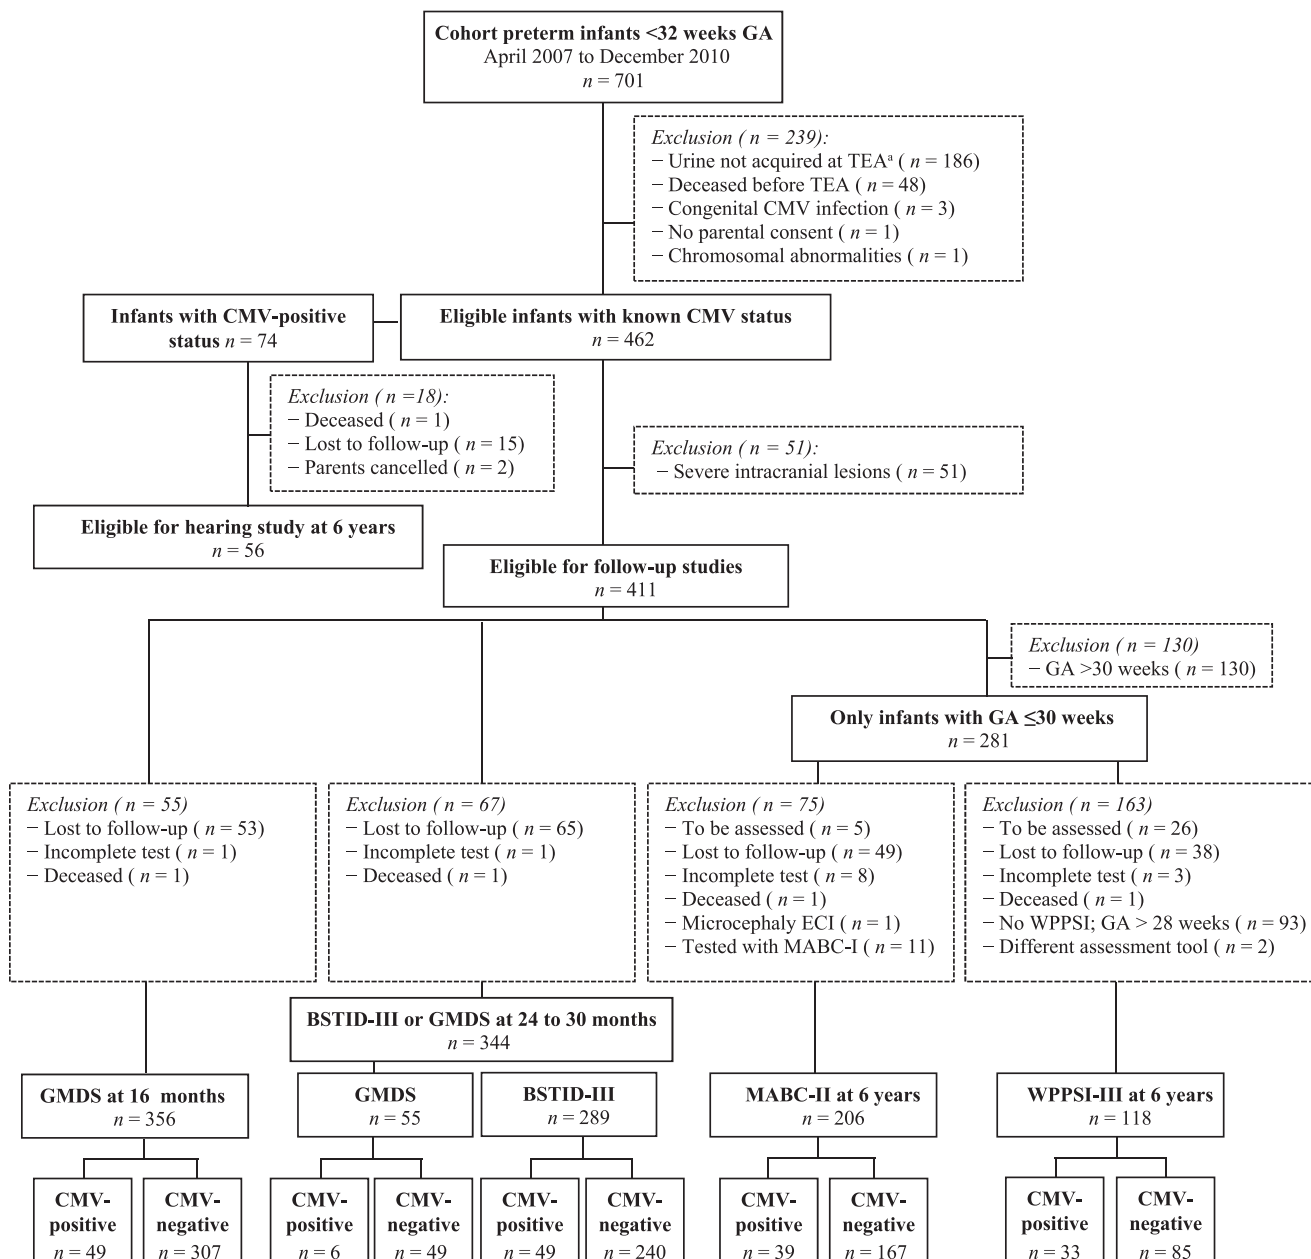 Cohort preterm infants <32 weeks GA
April 2007 to December 2010
n = 701
Exclusion ( n = 239):
− Urine not acquired at TEAᵃ ( n = 186)
− Deceased before TEA ( n = 48)
− Congenital CMV infection ( n = 3)
− No parental consent ( n = 1)
− Chromosomal abnormalities ( n = 1)
Infants with CMV-positive
status n = 74
Eligible infants with known CMV status
n = 462
Exclusion ( n =18):
− Deceased ( n = 1)
− Lost to follow-up ( n = 15)
− Parents cancelled ( n = 2)
Exclusion ( n = 51):
− Severe intracranial lesions ( n = 51)
Eligible for hearing study at 6 years
n = 56
Eligible for follow-up studies
n = 411
Exclusion ( n = 130)
− GA >30 weeks ( n = 130)
Only infants with GA ≤30 weeks
n = 281
Exclusion ( n = 55)
− Lost to follow-up ( n = 53)
− Incomplete test ( n = 1)
− Deceased ( n = 1)
Exclusion ( n = 67)
− Lost to follow-up ( n = 65)
− Incomplete test ( n = 1)
− Deceased ( n = 1)
Exclusion ( n = 75)
− To be assessed ( n = 5)
− Lost to follow-up ( n = 49)
− Incomplete test ( n = 8)
− Deceased ( n = 1)
− Microcephaly ECI ( n = 1)
− Tested with MABC-I ( n = 11)
Exclusion ( n = 163)
− To be assessed ( n = 26)
− Lost to follow-up ( n = 38)
− Incomplete test ( n = 3)
− Deceased ( n = 1)
− No WPPSI; GA > 28 weeks ( n = 93)
− Different assessment tool ( n = 2)
BSTID-III or GMDS at 24 to 30 months
n = 344
GMDS at 16 months
n = 356
GMDS
n = 55
BSTID-III
n = 289
MABC-II at 6 years
n = 206
WPPSI-III at 6 years
n = 118
CMV-
positive
n = 49
CMV-
negative
n = 307
CMV-
positive
n = 6
CMV-
negative
n = 49
CMV-
positive
n = 49
CMV-
negative
n = 240
CMV-
positive
n = 39
CMV-
negative
n = 167
CMV-
positive
n = 33
CMV-
negative
n = 85